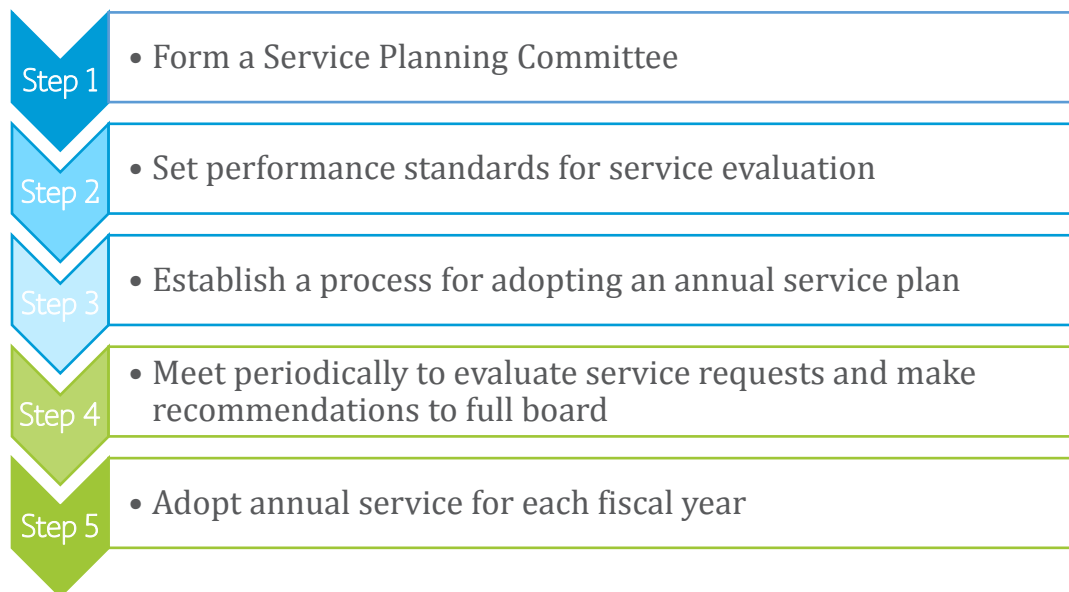 Step 1
• Form a Service Planning Committee
Step 2
• Set performance standards for service evaluation
Step 3
• Establish a process for adopting an annual service plan
Step 4
• Meet periodically to evaluate service requests and make
recommendations to full board
Step 5
• Adopt annual service for each fiscal year